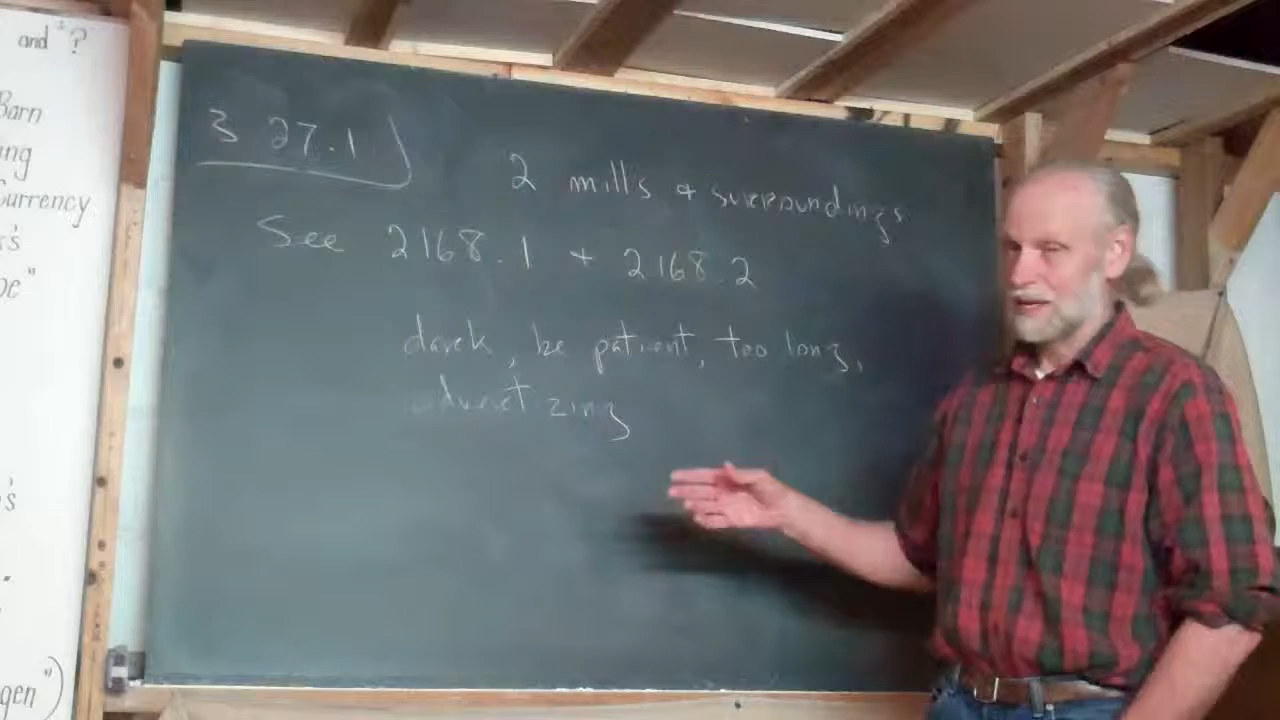 and ?
Barn
ing
Currency
's
oe"
's
gen")
3 27.1
2 mills + surroundings
See 2168.1 + 2168.2
dark, be patient, too long,
advertizing